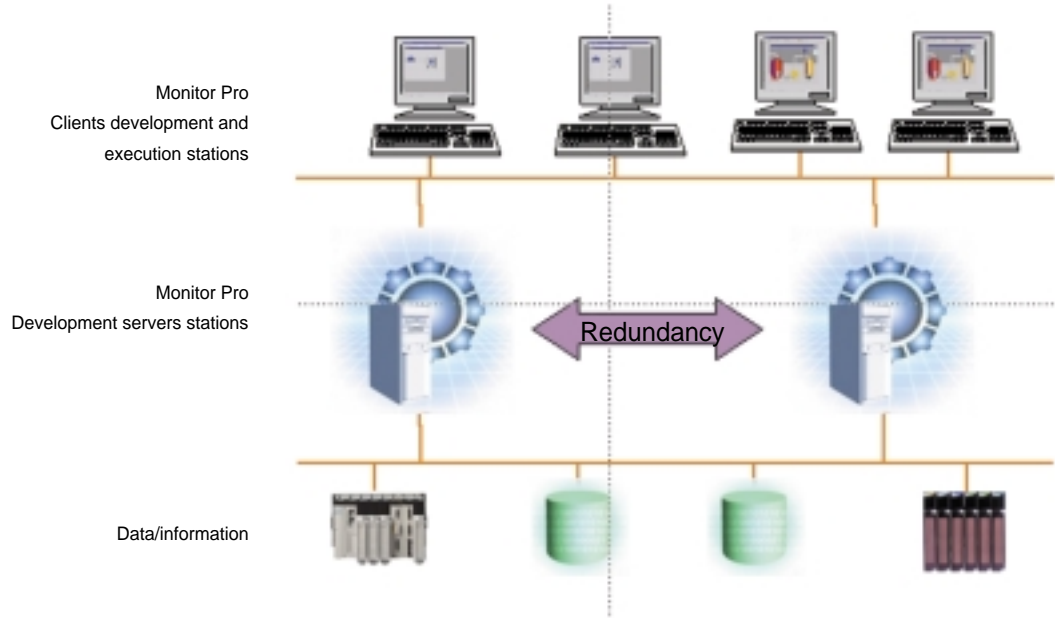 Monitor Pro
Clients development and
execution stations
Monitor Pro
Development servers stations
Redundancy
Data/information